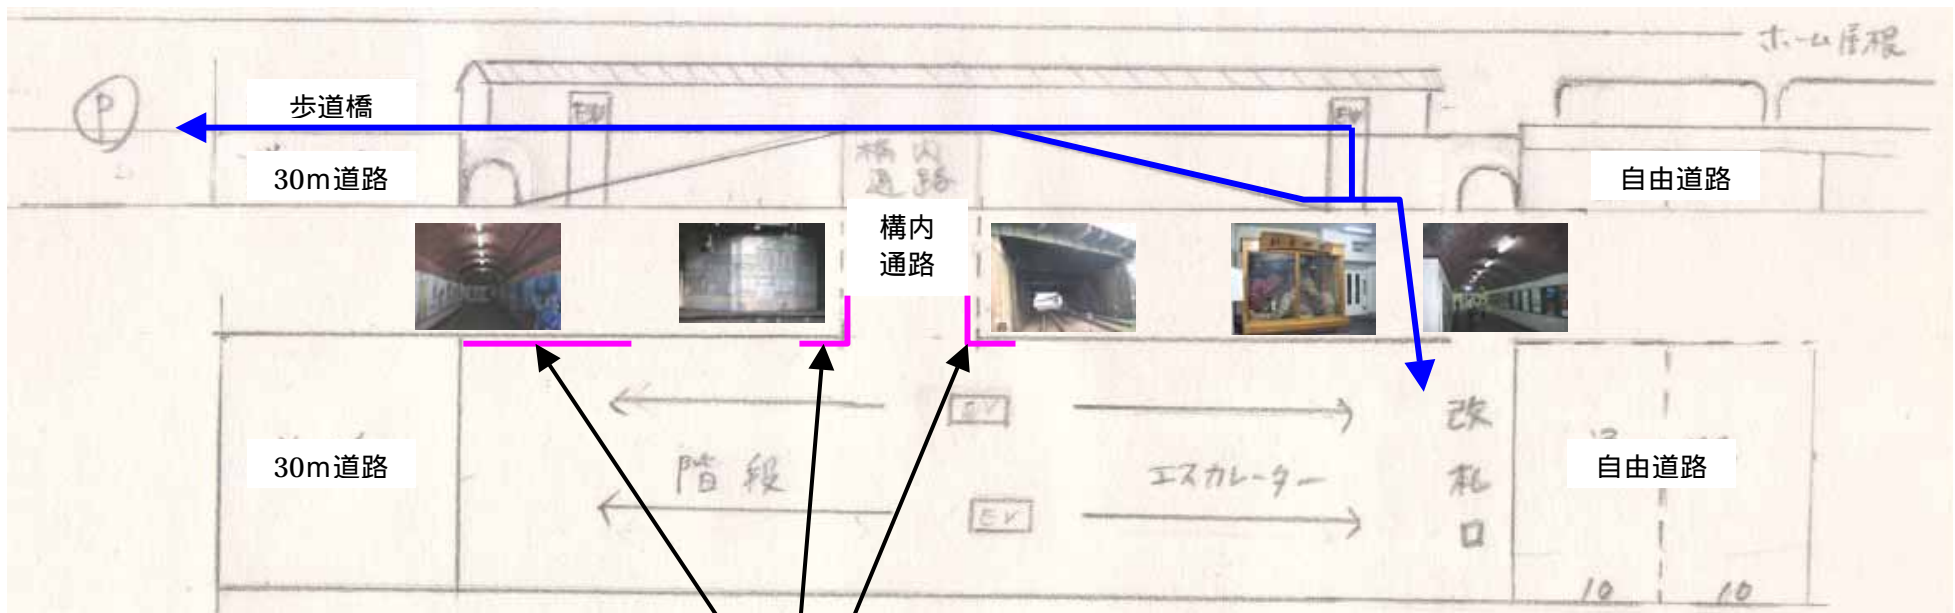 ホーム屋根
P
歩道橋
EV
EV
構内
通路
30m道路
自由道路
構内
通路
改
札
口
EV
30m道路
階段
エスカレーター
自由道路
EV
10
10